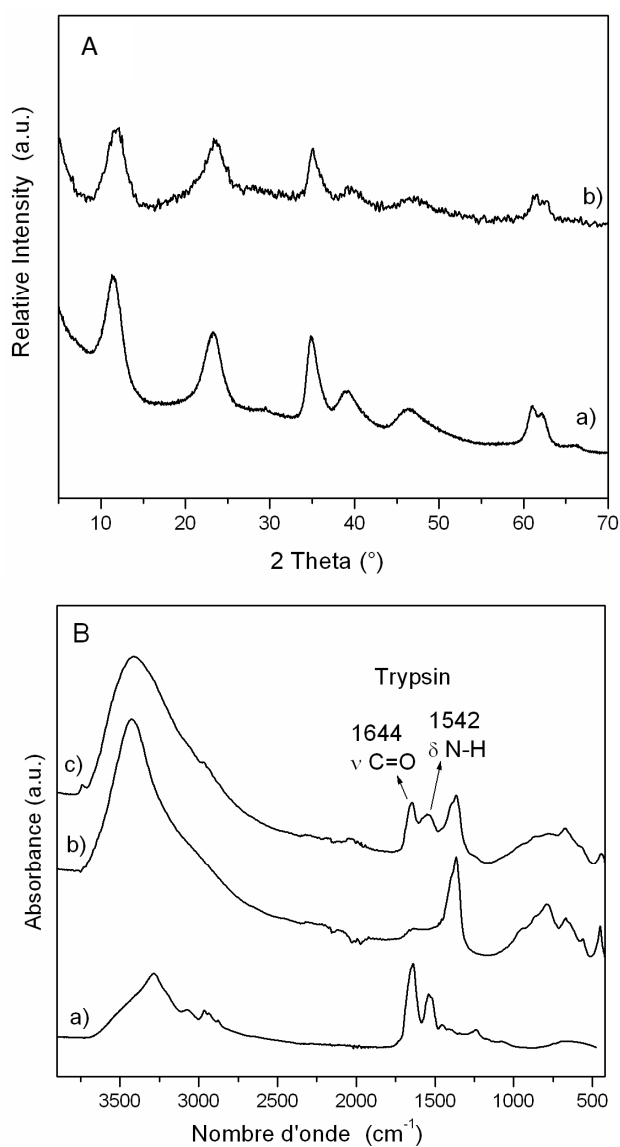 A
Relative Intensity (a.u.)
b)
a)
10 20 30 40 50 60 70
2 Theta (°)
B
Absorbance (a.u.)
Trypsin
1644
ν C=O
1542
δ N-H
c)
b)
a)
3500 3000 2500 2000 1500 1000 500
Nombre d'onde (cm⁻¹)